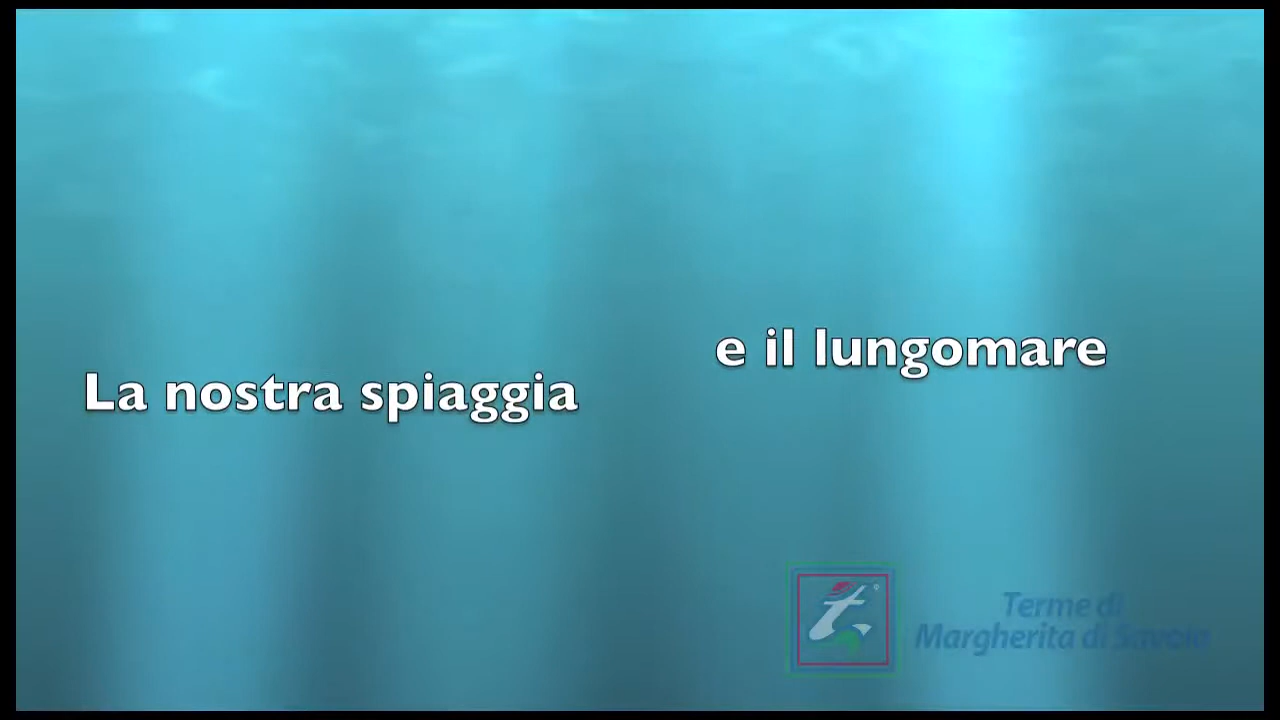 La nostra spiaggia
e il lungomare
Terme di
Margherita di Savoia